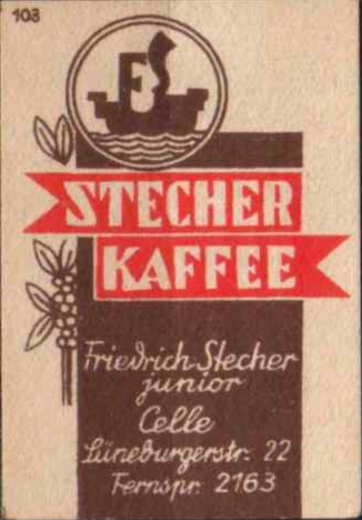 103
FS
STECHER
KAFFEE
Friedrich Stecher
junior
Celle
Lüneburgerstr. 22
Fernspr. 2163